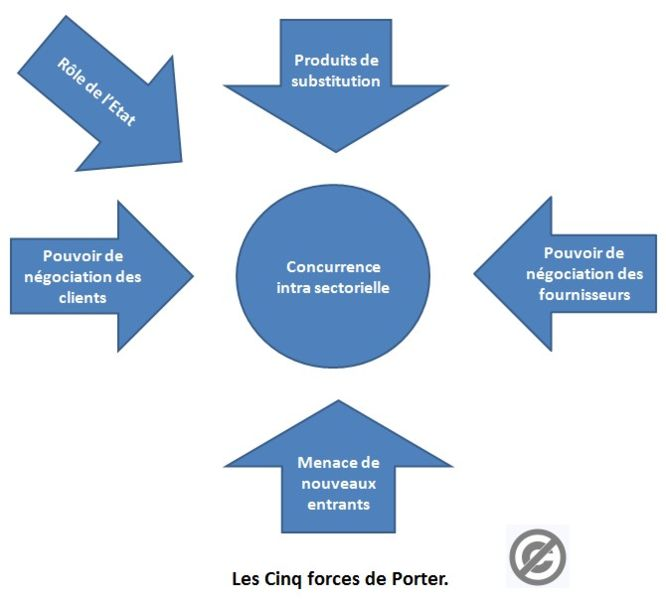 Rôle de l'Etat
Produits de
substitution
Pouvoir de
négociation des
clients
Concurrence
intra sectorielle
Pouvoir de
négociation des
fournisseurs
Menace de
nouveaux
entrants
Les Cinq forces de Porter.